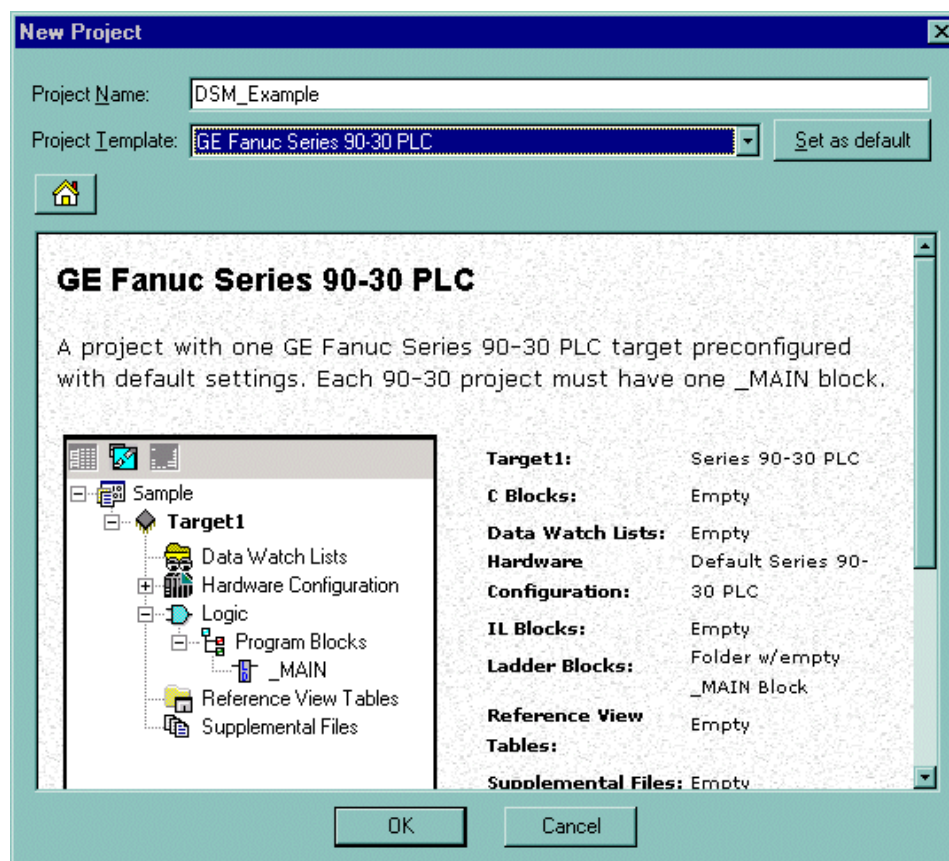 New Project
Project Name: DSM_Example
Project Template: GE Fanuc Series 90-30 PLC Set as default
GE Fanuc Series 90-30 PLC
A project with one GE Fanuc Series 90-30 PLC target preconfigured
with default settings. Each 90-30 project must have one _MAIN block.
Sample
Target1
Data Watch Lists
Hardware Configuration
Logic
Program Blocks
_MAIN
Reference View Tables
Supplemental Files
Target1: Series 90-30 PLC
C Blocks: Empty
Data Watch Lists: Empty
Hardware Default Series 90-
Configuration: 30 PLC
IL Blocks: Empty
Ladder Blocks: Folder w/empty
_MAIN Block
Reference View Empty
Tables:
Supplemental Files: Empty
OK Cancel